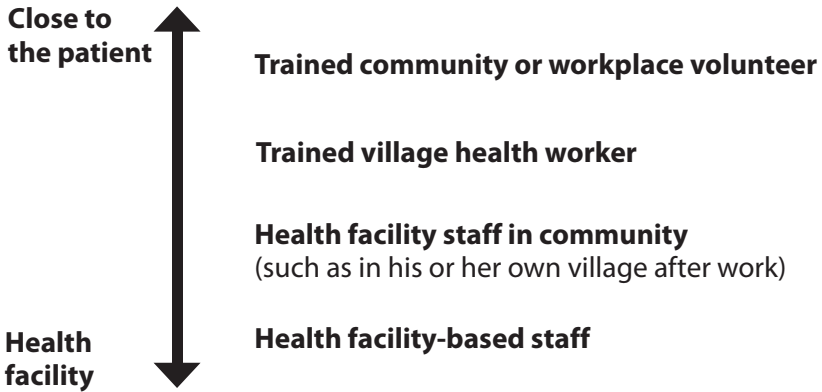 Close to
the patient
Trained community or workplace volunteer
Trained village health worker
Health facility staff in community
(such as in his or her own village after work)
Health
facility
Health facility-based staff